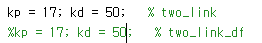 kp = 17; kd = 50;   % two_link
%kp = 17; kd = 50;   % two_link_df